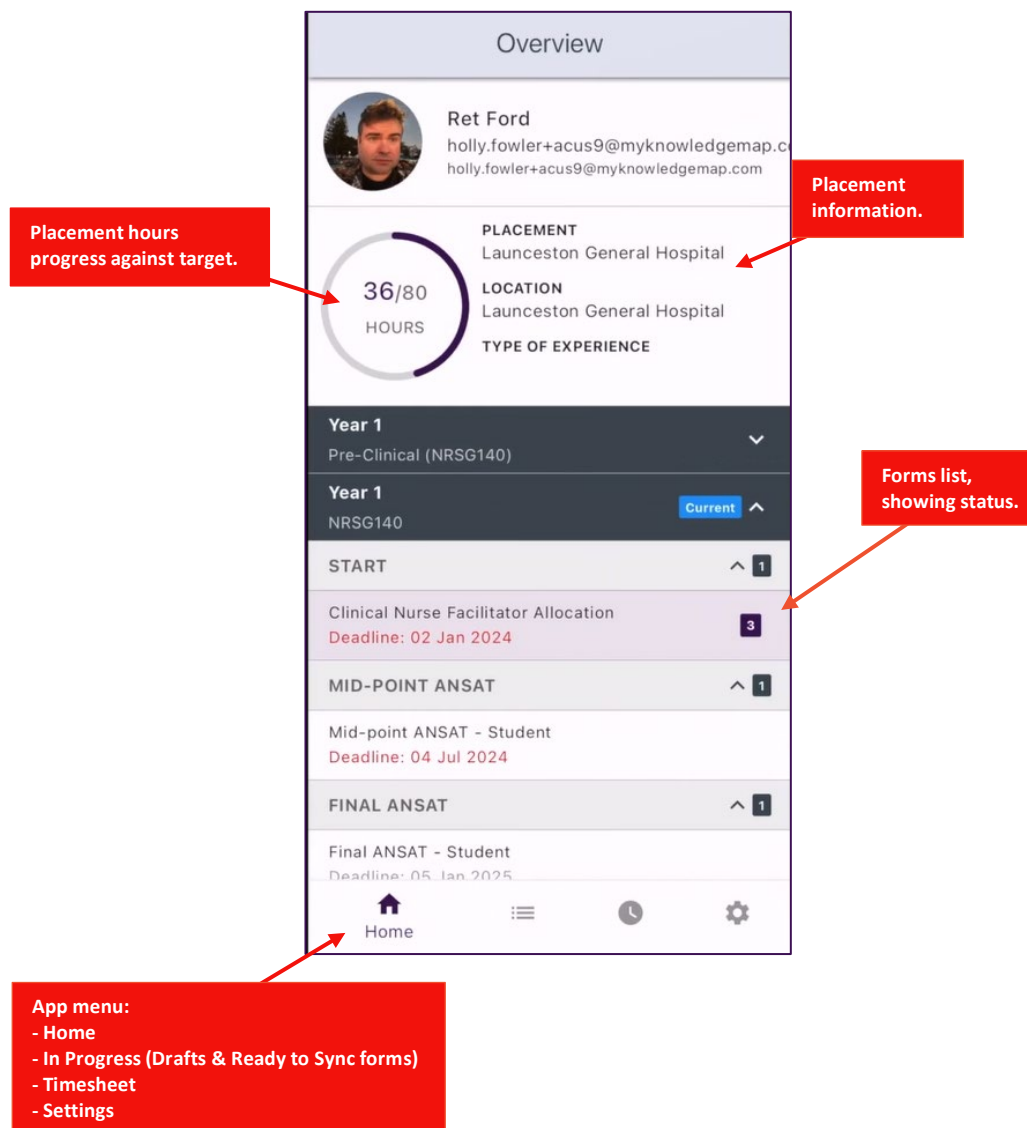 Overview
Ret Ford
holly.fowler+acus9@myknowledgemap.c
holly.fowler+acus9@myknowledgemap.com
Placement
information.
Placement hours
progress against target.
PLACEMENT
Launceston General Hospital
36/80
HOURS
LOCATION
Launceston General Hospital
TYPE OF EXPERIENCE
Year 1
Pre-Clinical (NRSG140)
Year 1
NRSG140
Current
Forms list,
showing status.
START
1
Clinical Nurse Facilitator Allocation
Deadline: 02 Jan 2024
3
MID-POINT ANSAT
1
Mid-point ANSAT - Student
Deadline: 04 Jul 2024
FINAL ANSAT
1
Final ANSAT - Student
Deadline: 05 Jan 2025
Home
App menu:
- Home
- In Progress (Drafts & Ready to Sync forms)
- Timesheet
- Settings